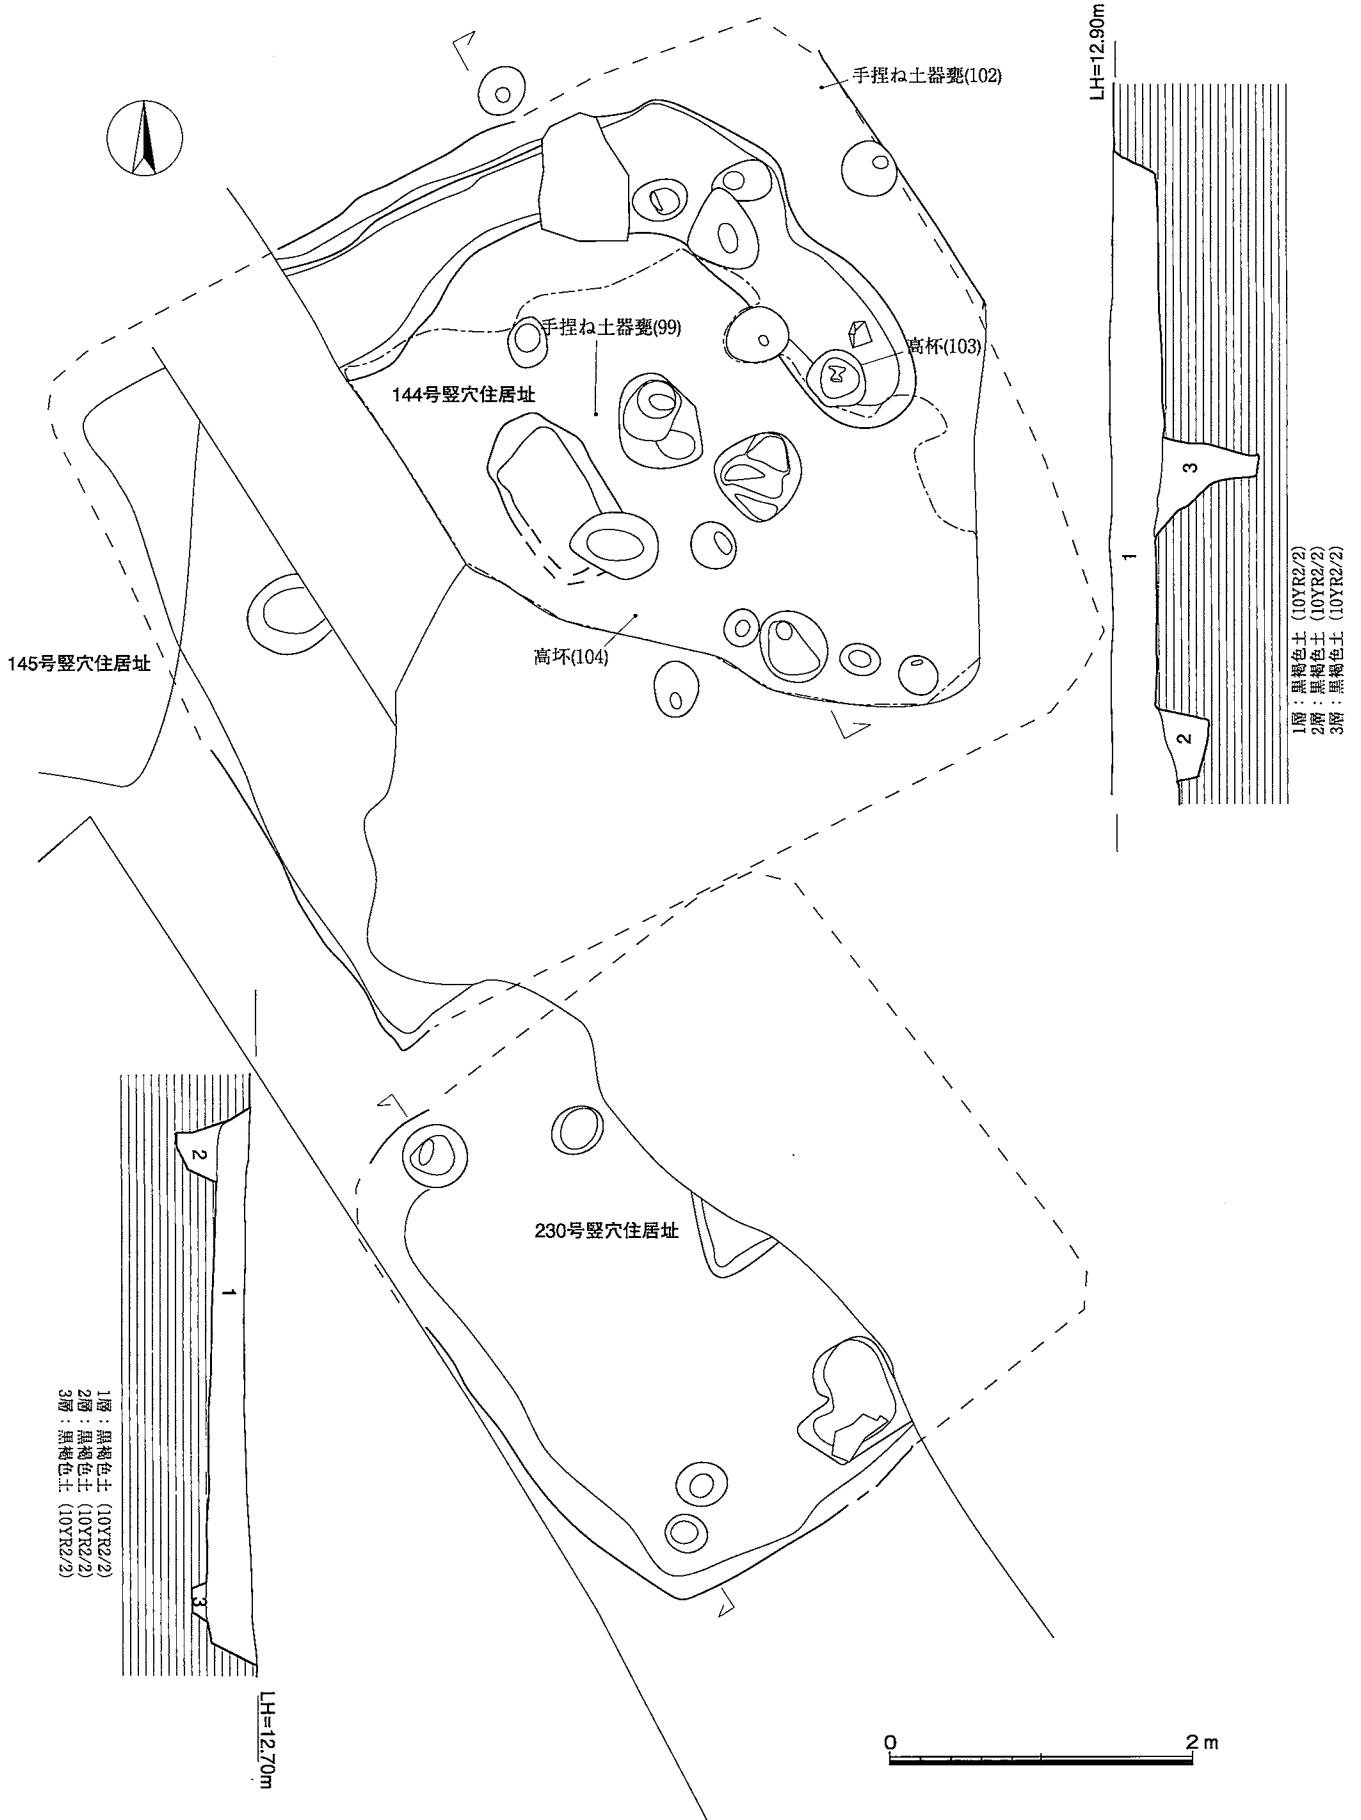 LH=12.90m
手捏ね土器甕(102)
手捏ね土器甕(99)
高杯(103)
144号竪穴住居址
3
1
2
1層：黒褐色土 (10YR2/2)
2層：黒褐色土 (10YR2/2)
3層：黒褐色土 (10YR2/2)
145号竪穴住居址
高坏(104)
230号竪穴住居址
2
1
3
1層：黒褐色土 (10YR2/2)
2層：黒褐色土 (10YR2/2)
3層：黒褐色土 (10YR2/2)
LH=12.70m
0 2 m